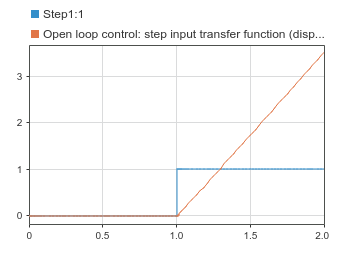 Step1:1
Open loop control: step input transfer function (disp...
3
2
1
0
0 0.5 1.0 1.5 2.0